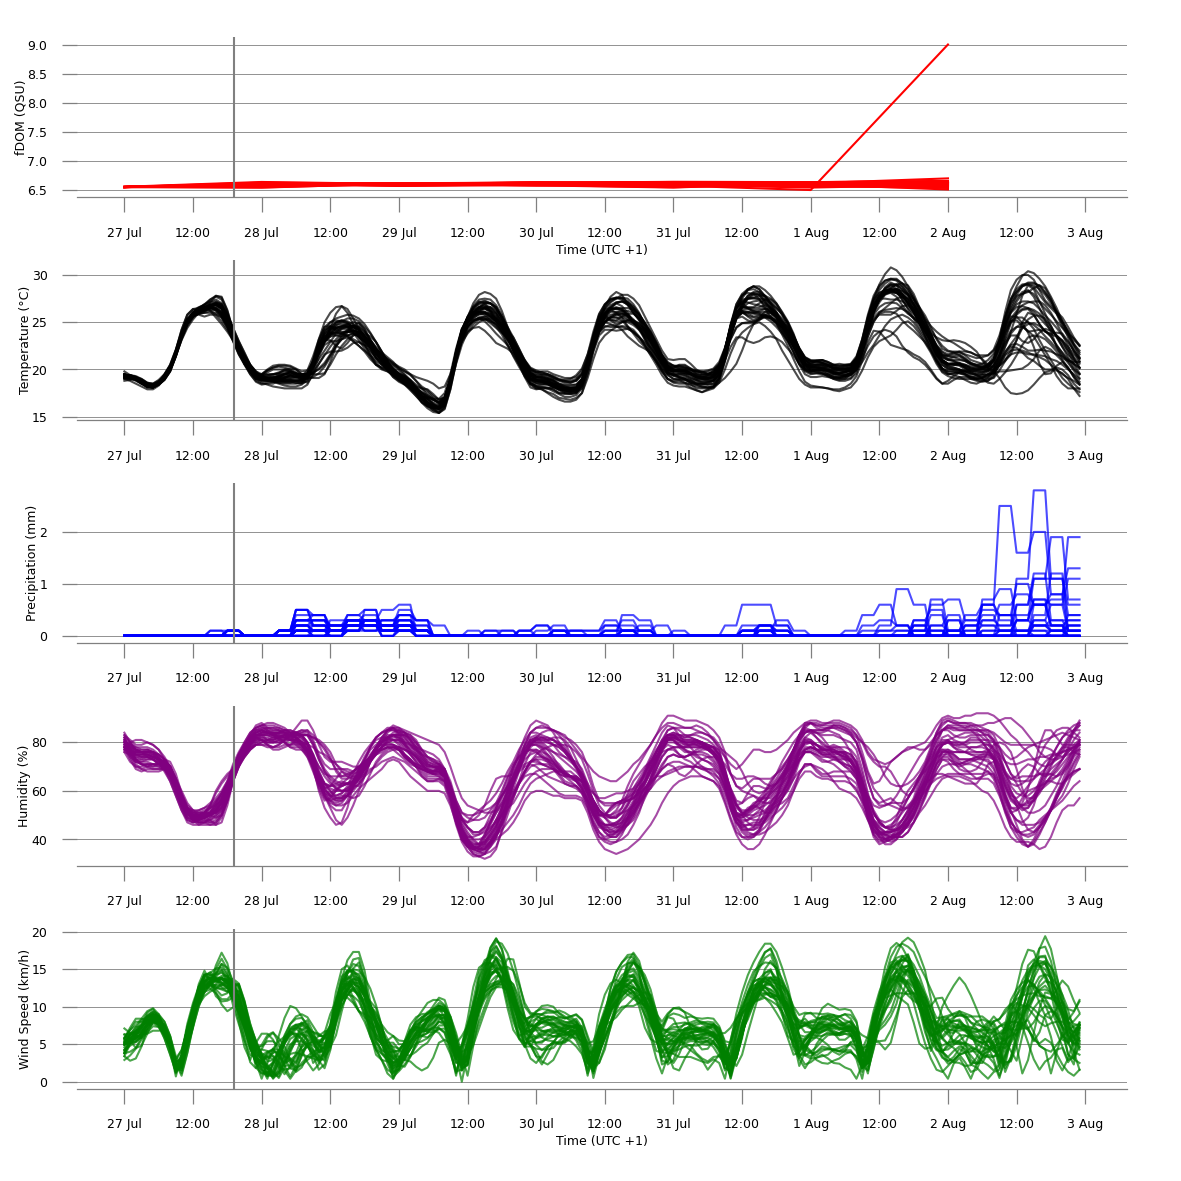 9.0
8.5
8.0
7.5
7.0
6.5
fDOM (QSU)
27 Jul 12:00 28 Jul 12:00 29 Jul 12:00 30 Jul 12:00 31 Jul 12:00 1 Aug 12:00 2 Aug 12:00 3 Aug
Time (UTC +1)
30
25
20
15
Temperature (°C)
27 Jul 12:00 28 Jul 12:00 29 Jul 12:00 30 Jul 12:00 31 Jul 12:00 1 Aug 12:00 2 Aug 12:00 3 Aug
2
1
0
Precipitation (mm)
27 Jul 12:00 28 Jul 12:00 29 Jul 12:00 30 Jul 12:00 31 Jul 12:00 1 Aug 12:00 2 Aug 12:00 3 Aug
80
60
40
Humidity (%)
27 Jul 12:00 28 Jul 12:00 29 Jul 12:00 30 Jul 12:00 31 Jul 12:00 1 Aug 12:00 2 Aug 12:00 3 Aug
20
15
10
5
0
Wind Speed (km/h)
27 Jul 12:00 28 Jul 12:00 29 Jul 12:00 30 Jul 12:00 31 Jul 12:00 1 Aug 12:00 2 Aug 12:00 3 Aug
Time (UTC +1)